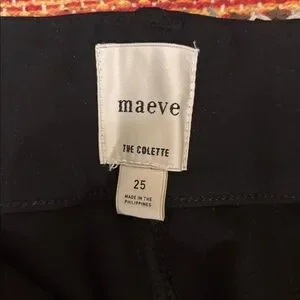 maeve
THE COLETTE
25
MADE IN THE
PHILIPPINES